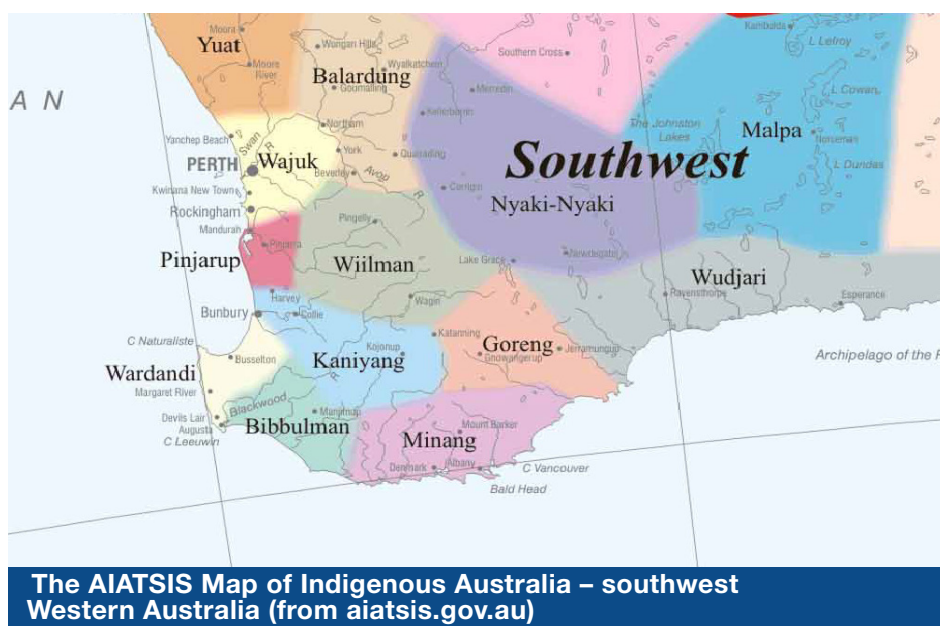 Moora
Yuat
Wongan Hills
Kambalda
L Lefroy
Southern Cross
Moore
River
Balardung
Wyalkatchem
Goomalling
Merredin
L Cowan
A N
Kellerberrin
The Johnston
Lakes
Malpa
Norseman
Yanchep Beach
Swan R
Northam
York
Quairading
Southwest
PERTH
Wajuk
Beverley
Avon R
L Dundas
Kwinana New Town
Corrigin
Nyaki-Nyaki
Rockingham
Mandurah
Pingelly
Pinjarra
Newdegate
Pinjarup
Wiilman
Lake Grace
Wudjari
Harvey
Wagin
Ravensthorpe
Esperance
Bunbury
Collie
C Naturaliste
Katanning
Kojonup
Goreng
Jerramungup
Busselton
Kaniyang
Gnowangerup
Archipelago of the R
Wardandi
Margaret River
Blackwood R
Devils Lair
Manjimup
Augusta
Bibbulman
Mount Barker
C Leeuwin
Minang
Denmark
Albany
C Vancouver
Bald Head
The AIATSIS Map of Indigenous Australia – southwest
Western Australia (from aiatsis.gov.au)